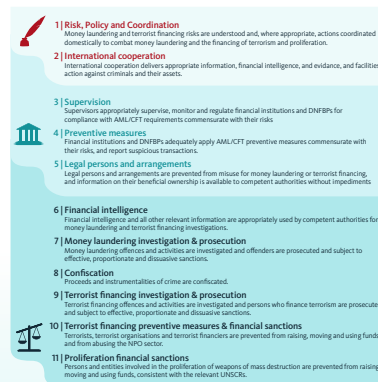 1 | Risk, Policy and Coordination
Money laundering and terrorist financing risks are understood and, where appropriate, actions coordinated
domestically to combat money laundering and the financing of terrorism and proliferation.
2 | International cooperation
International cooperation delivers appropriate information, financial intelligence, and evidence, and facilities
action against criminals and their assets.
3 | Supervision
Supervisors appropriately supervise, monitor and regulate financial institutions and DNFBPs for
compliance with AML/CFT requirements commensurate with their risks
4 | Preventive measures
Financial institutions and DNFBPs adequately apply AML/CFT preventive measures commensurate with
their risks, and report suspicious transactions.
5 | Legal persons and arrangements
Legal persons and arrangements are prevented from misuse for money laundering or terrorist financing,
and information on their beneficial ownership is available to competent authorities without impediments
6 | Financial intelligence
Financial intelligence and all other relevant information are appropriately used by competent authorities for
money laundering and terrorist financing investigations.
7 | Money laundering investigation & prosecution
Money laundering offences and activities are investigated and offenders are prosecuted and subject to
effective, proportionate and dissuasive sanctions.
8 | Confiscation
Proceeds and instrumentalities of crime are confiscated.
9 | Terrorist financing investigation & prosecution
Terrorist financing offences and activities are investigated and persons who finance terrorism are prosecute
and subject to effective, proportionate and dissuasive sanctions.
10 | Terrorist financing preventive measures & financial sanctions
Terrorists, terrorist organisations and terrorist financiers are prevented from raising, moving and using funds
and from abusing the NPO sector.
11 | Proliferation financial sanctions
Persons and entities involved in the proliferation of weapons of mass destruction are prevented from raising
moving and using funds, consistent with the relevant UNSCRs.